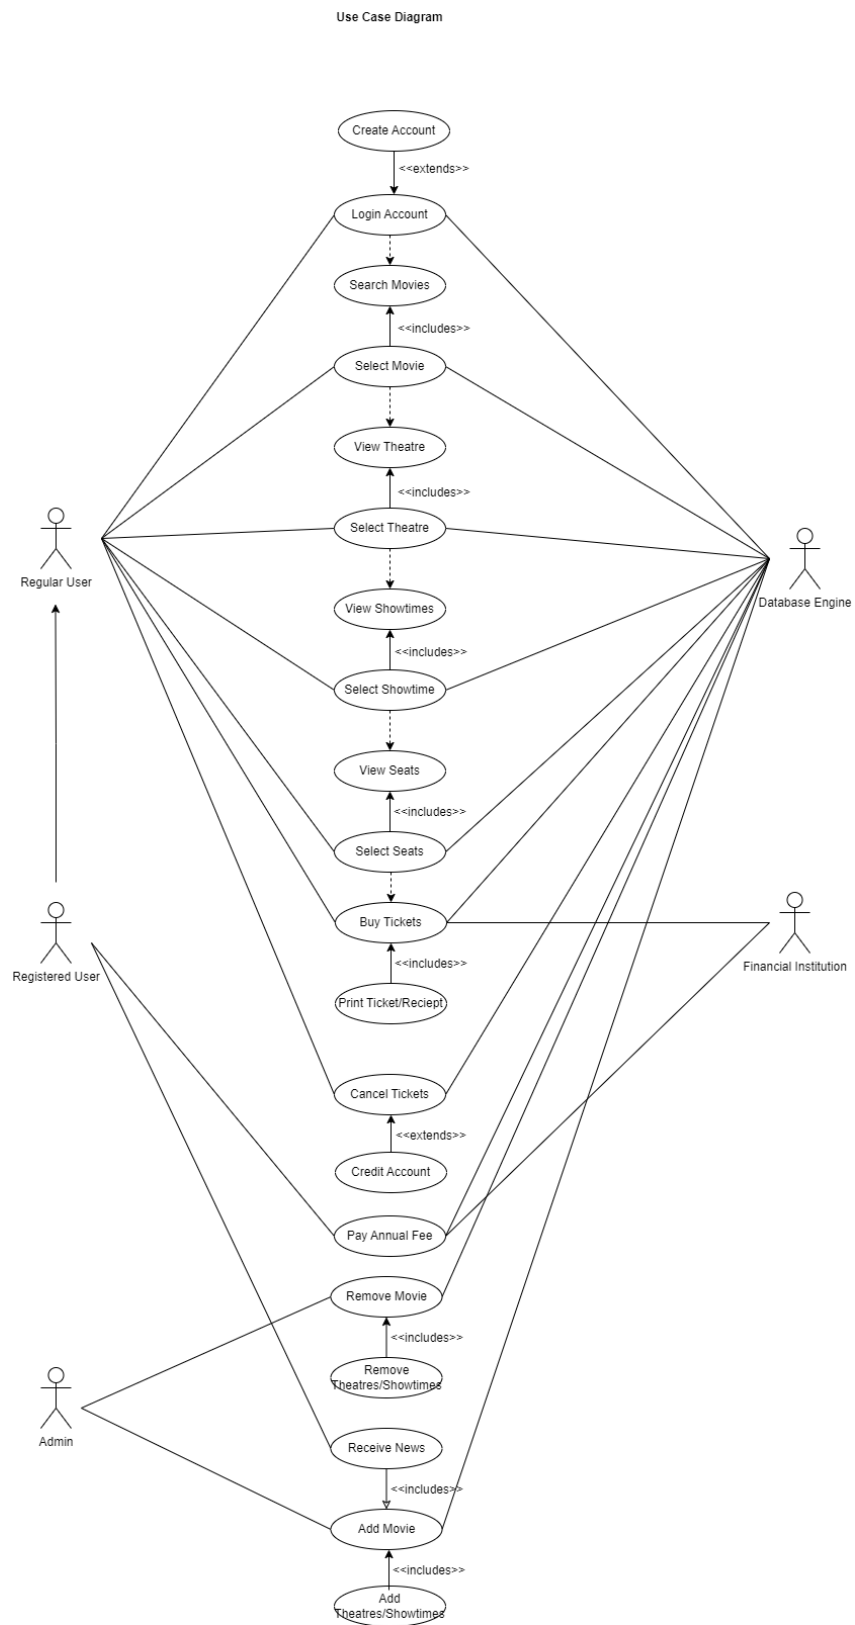 Use Case Diagram
Create Account
<<extends>>
Login Account
Search Movies
<<includes>>
Select Movie
View Theatre
<<includes>>
Select Theatre
Regular User
Database Engine
View Showtimes
<<includes>>
Select Showtime
View Seats
<<includes>>
Select Seats
Buy Tickets
Registered User
Financial Institution
<<includes>>
Print Ticket/Reciept
Cancel Tickets
<<extends>>
Credit Account
Pay Annual Fee
Remove Movie
<<includes>>
Remove
Theatres/Showtimes
Admin
Receive News
<<includes>>
Add Movie
<<includes>>
Add
Theatres/Showtimes